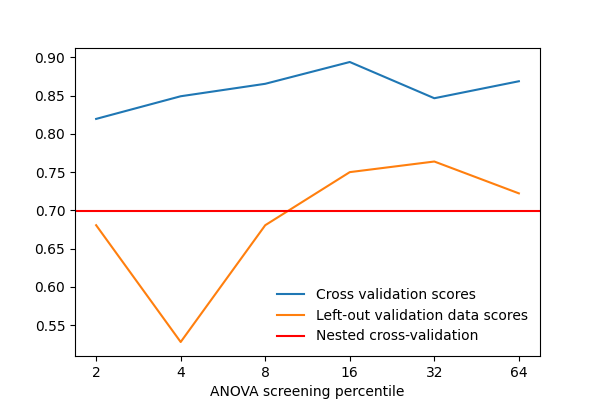 0.90
0.85
0.80
0.75
0.70
0.65
0.60
0.55
Cross validation scores
Left-out validation data scores
Nested cross-validation
2 4 8 16 32 64
ANOVA screening percentile